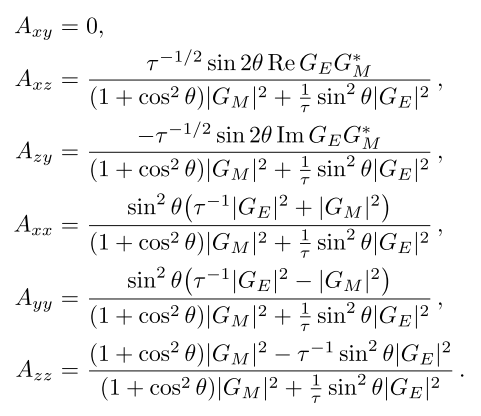 A_{xy} = 0,
A_{xz} = \frac{\tau^{-1/2} \sin 2\theta \, \mathrm{Re} \, G_E G_M^*}{(1 + \cos^2 \theta)|G_M|^2 + \frac{1}{\tau} \sin^2 \theta |G_E|^2},
A_{zy} = \frac{-\tau^{-1/2} \sin 2\theta \, \mathrm{Im} \, G_E G_M^*}{(1 + \cos^2 \theta)|G_M|^2 + \frac{1}{\tau} \sin^2 \theta |G_E|^2},
A_{xx} = \frac{\sin^2 \theta (\tau^{-1}|G_E|^2 + |G_M|^2)}{(1 + \cos^2 \theta)|G_M|^2 + \frac{1}{\tau} \sin^2 \theta |G_E|^2},
A_{yy} = \frac{\sin^2 \theta (\tau^{-1}|G_E|^2 - |G_M|^2)}{(1 + \cos^2 \theta)|G_M|^2 + \frac{1}{\tau} \sin^2 \theta |G_E|^2},
A_{zz} = \frac{(1 + \cos^2 \theta)|G_M|^2 - \tau^{-1} \sin^2 \theta |G_E|^2}{(1 + \cos^2 \theta)|G_M|^2 + \frac{1}{\tau} \sin^2 \theta |G_E|^2}.